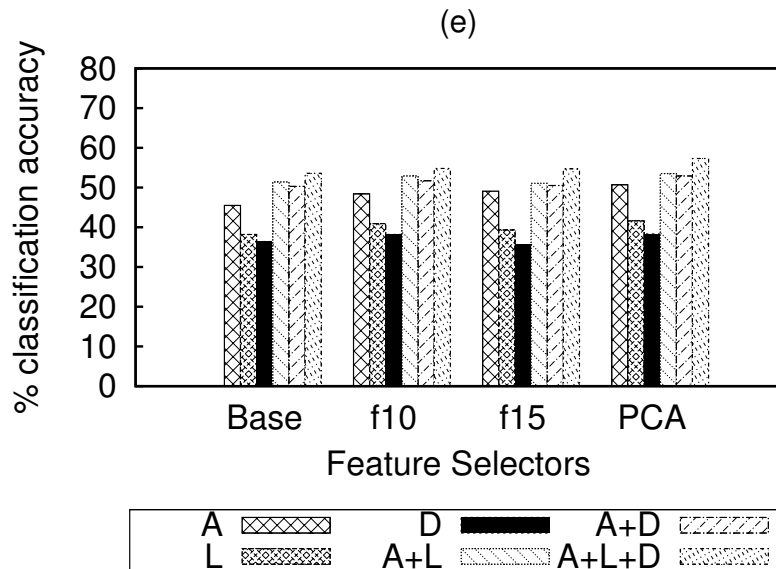 (e)
% classification accuracy
80
70
60
50
40
30
20
10
0
Base f10 f15 PCA
Feature Selectors
A D A+D
L A+L A+L+D